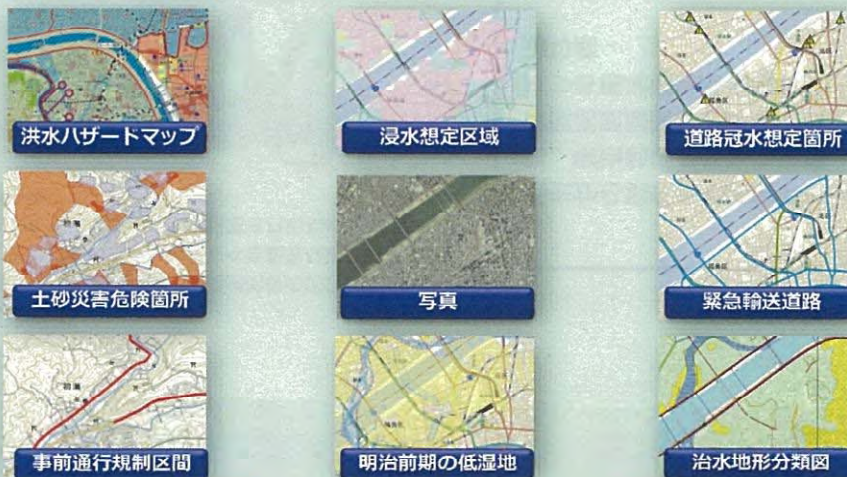 洪水ハザードマップ
浸水想定区域
道路冠水想定箇所
土砂災害危険箇所
写真
緊急輸送道路
事前通行規制区間
明治前期の低湿地
治水地形分類図